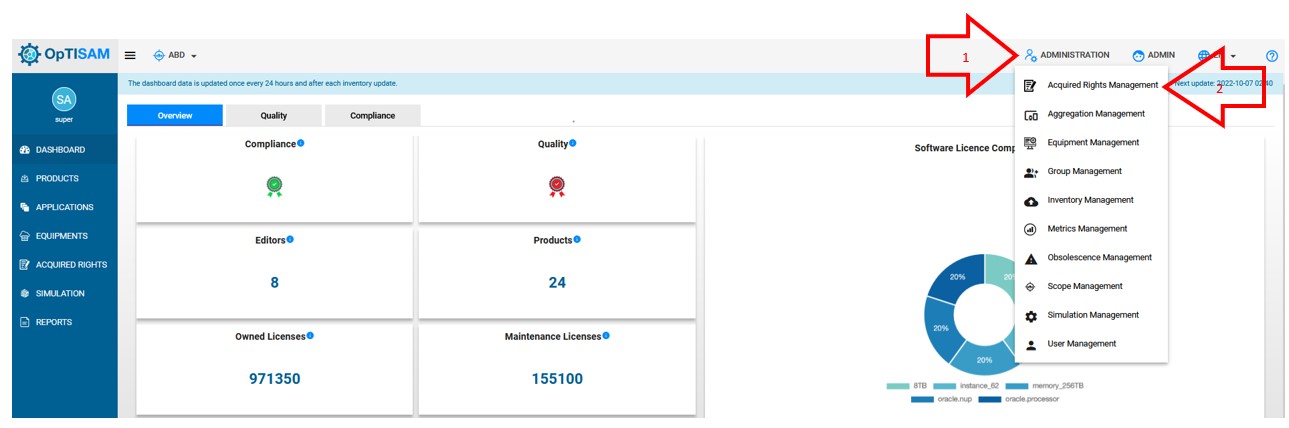 OpTISAM
ABD
1
ADMINISTRATION
ADMIN
The dashboard data is updated once every 24 hours and after each inventory update.
Next update: 2022-10-07 02:40
2
SA
super
DASHBOARD
PRODUCTS
APPLICATIONS
EQUIPMENTS
ACQUIRED RIGHTS
SIMULATION
REPORTS
Overview
Quality
Compliance
Compliance
Quality
Editors
8
Products
24
Owned Licenses
971350
Maintenance Licenses
155100
Software Licence Comp
20%
20%
20%
20%
8TB
instance_62
memory_256TB
oracle.nup
oracle.processor
Acquired Rights Management
Aggregation Management
Equipment Management
Group Management
Inventory Management
Metrics Management
Obsolescence Management
Scope Management
Simulation Management
User Management